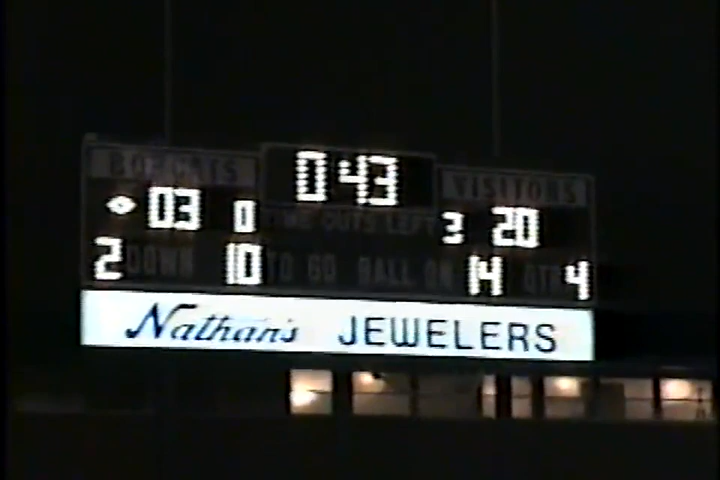 BOBCATS 0 43 VISITORS
03 0 TIME OUTS LEFT 3 20
2 DOWN 10 TO GO BALL ON 14 QTR 4
Nathan's JEWELERS